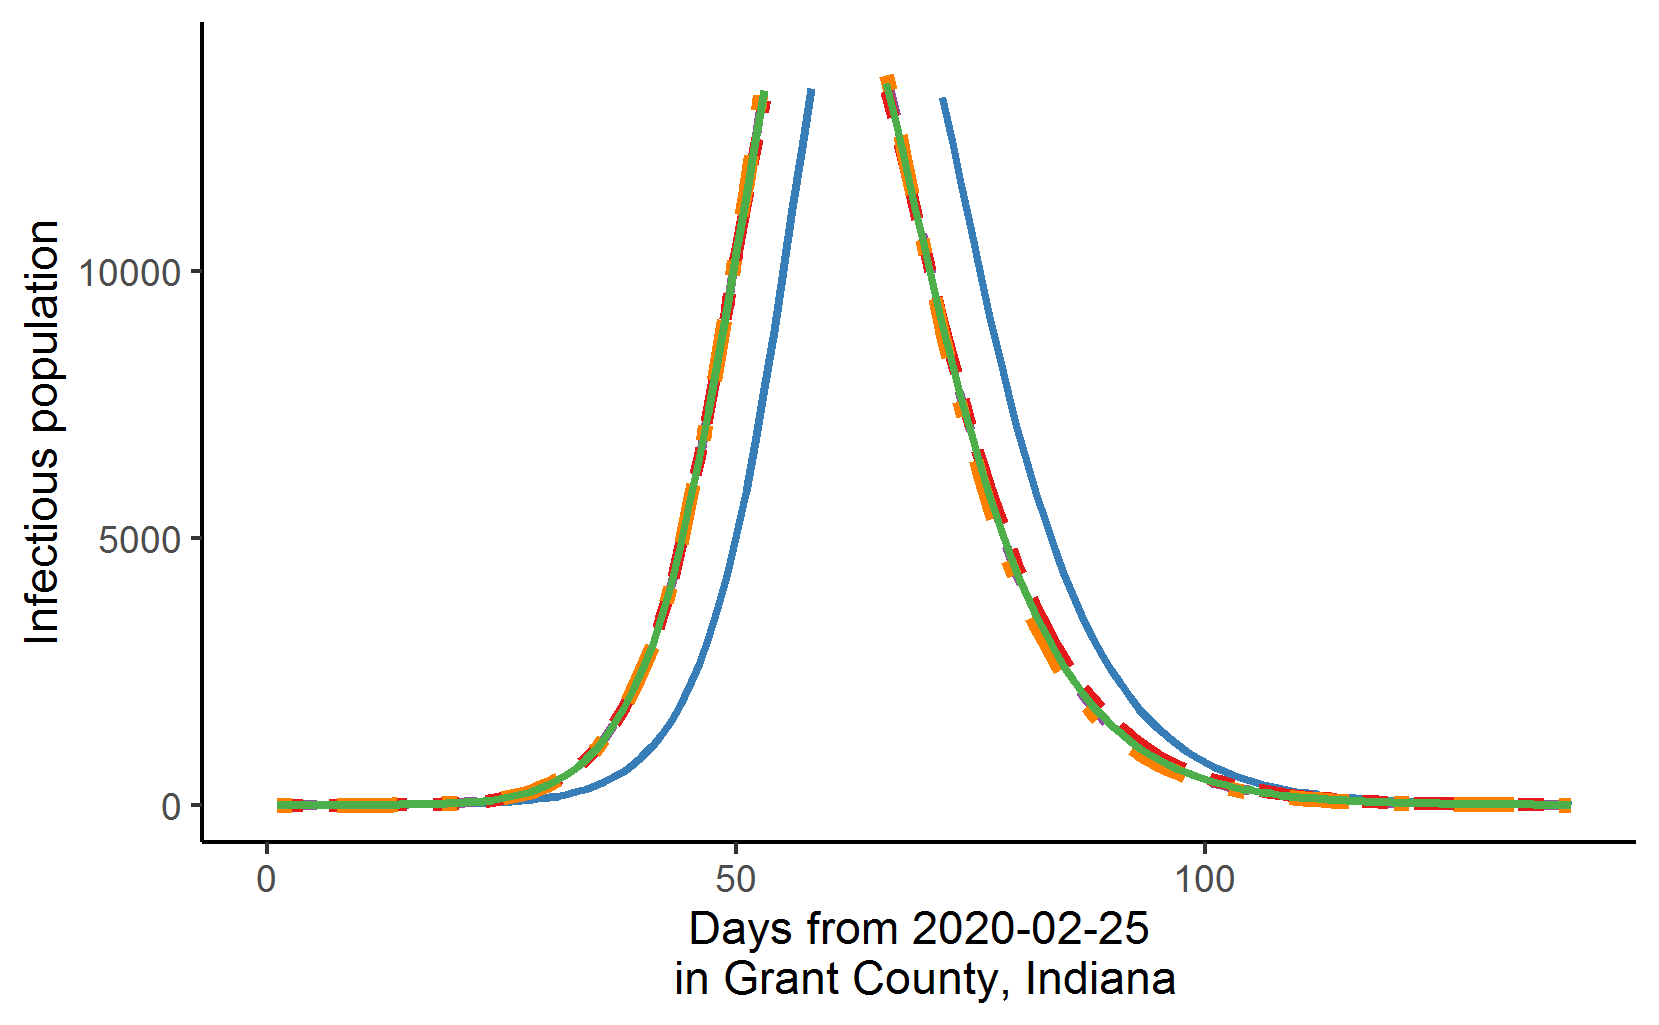 Infectious population
10000
5000
0
0 50 100
Days from 2020-02-25
in Grant County, Indiana